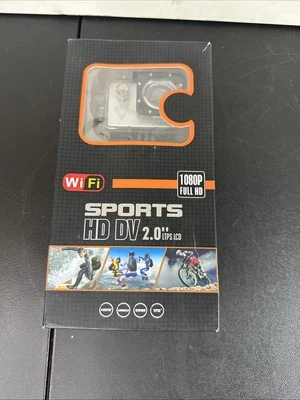 WiFi
1080P
FULL HD
SPORTS
HD DV 2.0" LTPS LCD